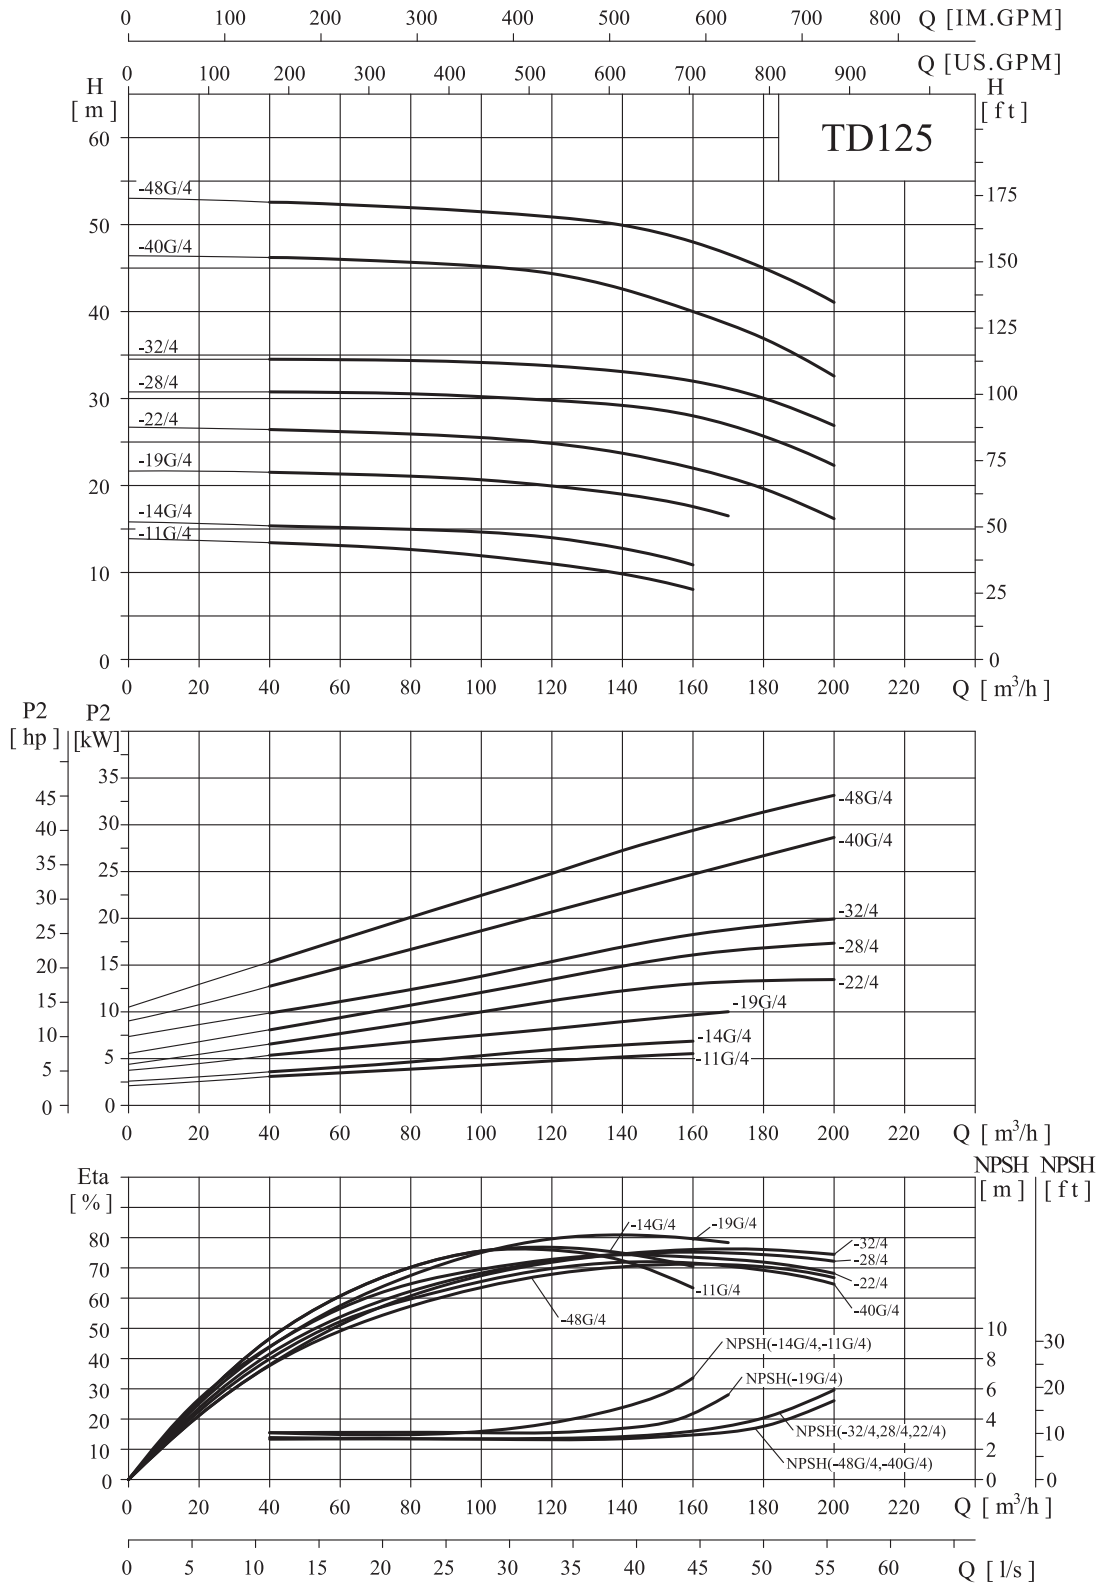 0 100 200 300 400 500 600 700 800 Q [IM.GPM]
0 100 200 300 400 500 600 700 800 900 Q [US.GPM]
H [m]
H [ft]
TD125
60
50
40
30
20
10
0
175
150
125
100
75
50
25
0
-48G/4
-40G/4
-32/4
-28/4
-22/4
-19G/4
-14G/4
-11G/4
0 20 40 60 80 100 120 140 160 180 200 220 Q [m³/h]
P2 [hp]
P2 [kW]
45
40
35
30
25
20
15
10
5
0
35
30
25
20
15
10
5
0
-48G/4
-40G/4
-32/4
-28/4
-22/4
-19G/4
-14G/4
-11G/4
0 20 40 60 80 100 120 140 160 180 200 220 Q [m³/h]
Eta [%]
NPSH [m]
NPSH [ft]
80
70
60
50
40
30
20
10
0
10
8
6
4
2
0
30
20
10
0
-14G/4
-19G/4
-32/4
-28/4
-22/4
-40G/4
-11G/4
-48G/4
NPSH(-14G/4,-11G/4)
NPSH(-19G/4)
NPSH(-32/4,28/4,22/4)
NPSH(-48G/4,-40G/4)
0 20 40 60 80 100 120 140 160 180 200 220 Q [m³/h]
0 5 10 15 20 25 30 35 40 45 50 55 60 Q [l/s]